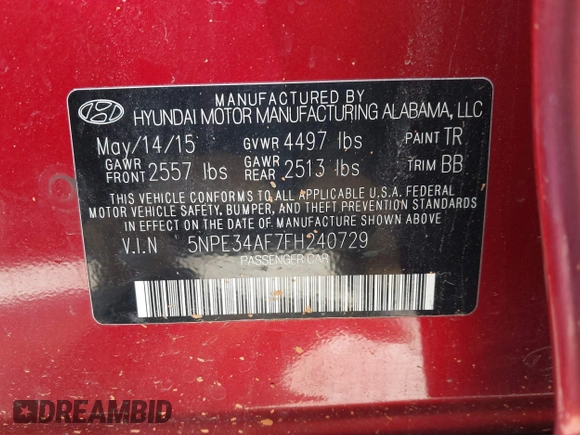 MANUFACTURED BY
HYUNDAI MOTOR MANUFACTURING ALABAMA, LLC
May/14/15 GVWR 4497 lbs PAINT TR
GAWR FRONT 2557 lbs GAWR REAR 2513 lbs TRIM BB
THIS VEHICLE CONFORMS TO ALL APPLICABLE U.S.A. FEDERAL
MOTOR VEHICLE SAFETY, BUMPER, AND THEFT PREVENTION STANDARDS
IN EFFECT ON THE DATE OF MANUFACTURE SHOWN ABOVE
V.I.N 5NPE34AF7FH240729
PASSENGER CAR
DREAMBID